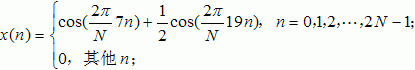 x(n) = { cos(2π/N 7n) + 1/2 cos(2π/N 19n), n = 0,1,2,⋯,2N − 1;
0, 其他 n;